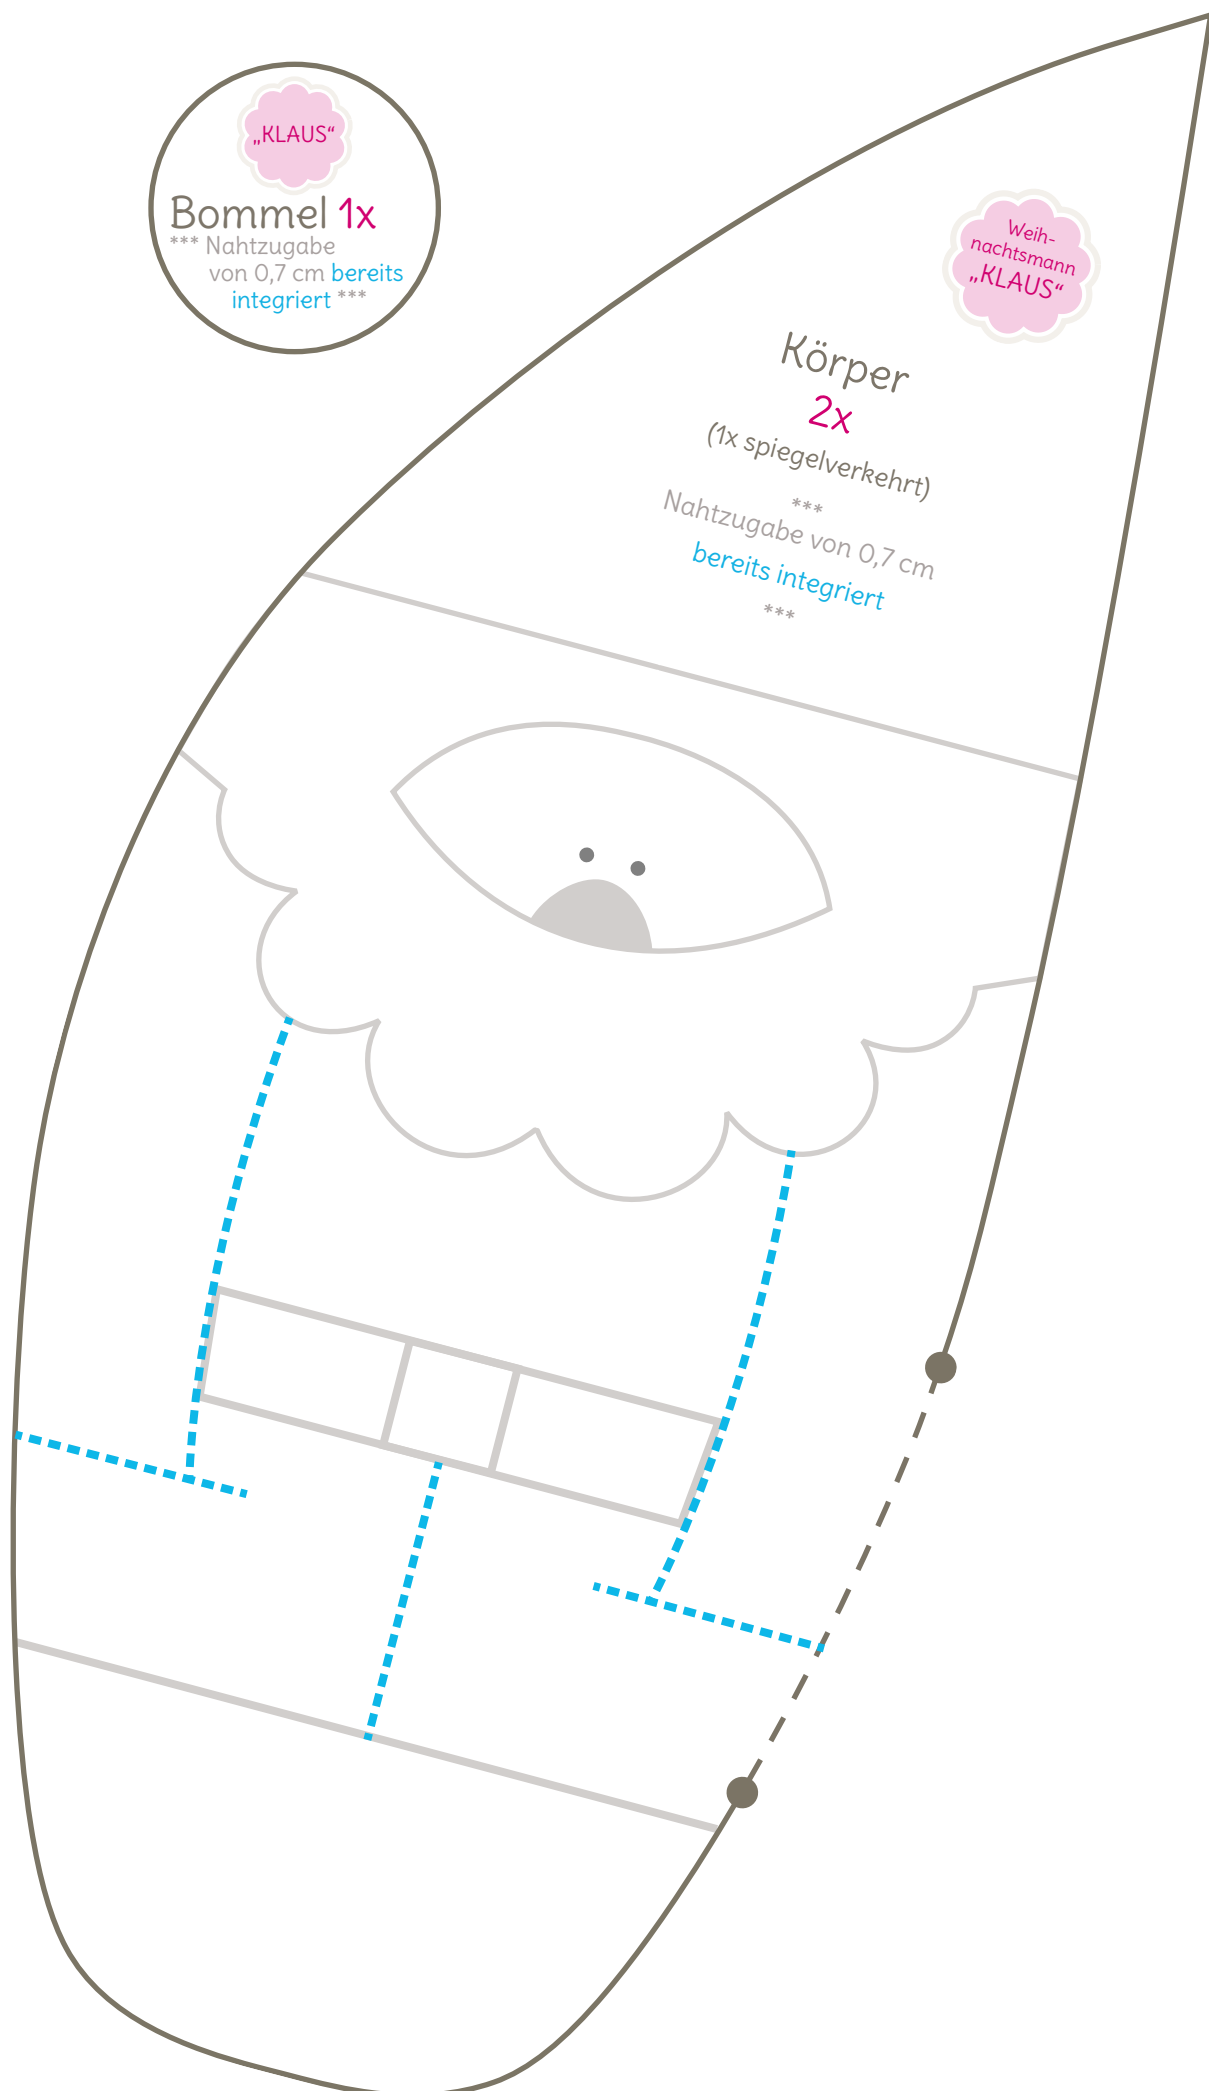 „KLAUS“
Bommel 1x
*** Nahtzugabe
von 0,7 cm bereits
integriert ***
Weih-
nachtsmann
„KLAUS“
Körper
2x
(1x spiegelverkehrt)
***
Nahtzugabe von 0,7 cm
bereits integriert
***